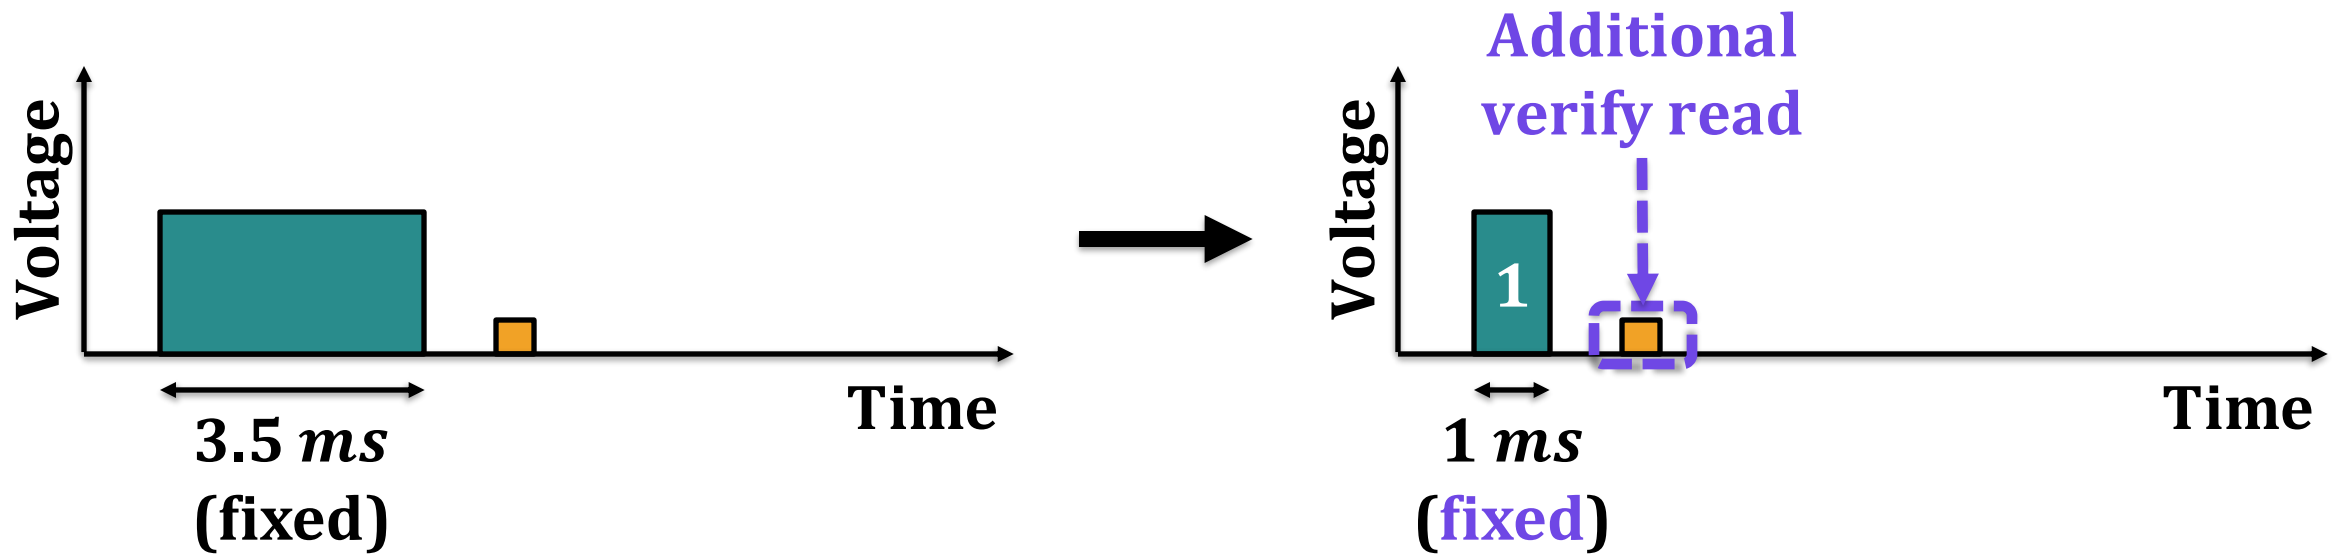 Voltage
3.5 ms
(fixed)
Time
Additional
verify read
Voltage
1
1 ms
(fixed)
Time